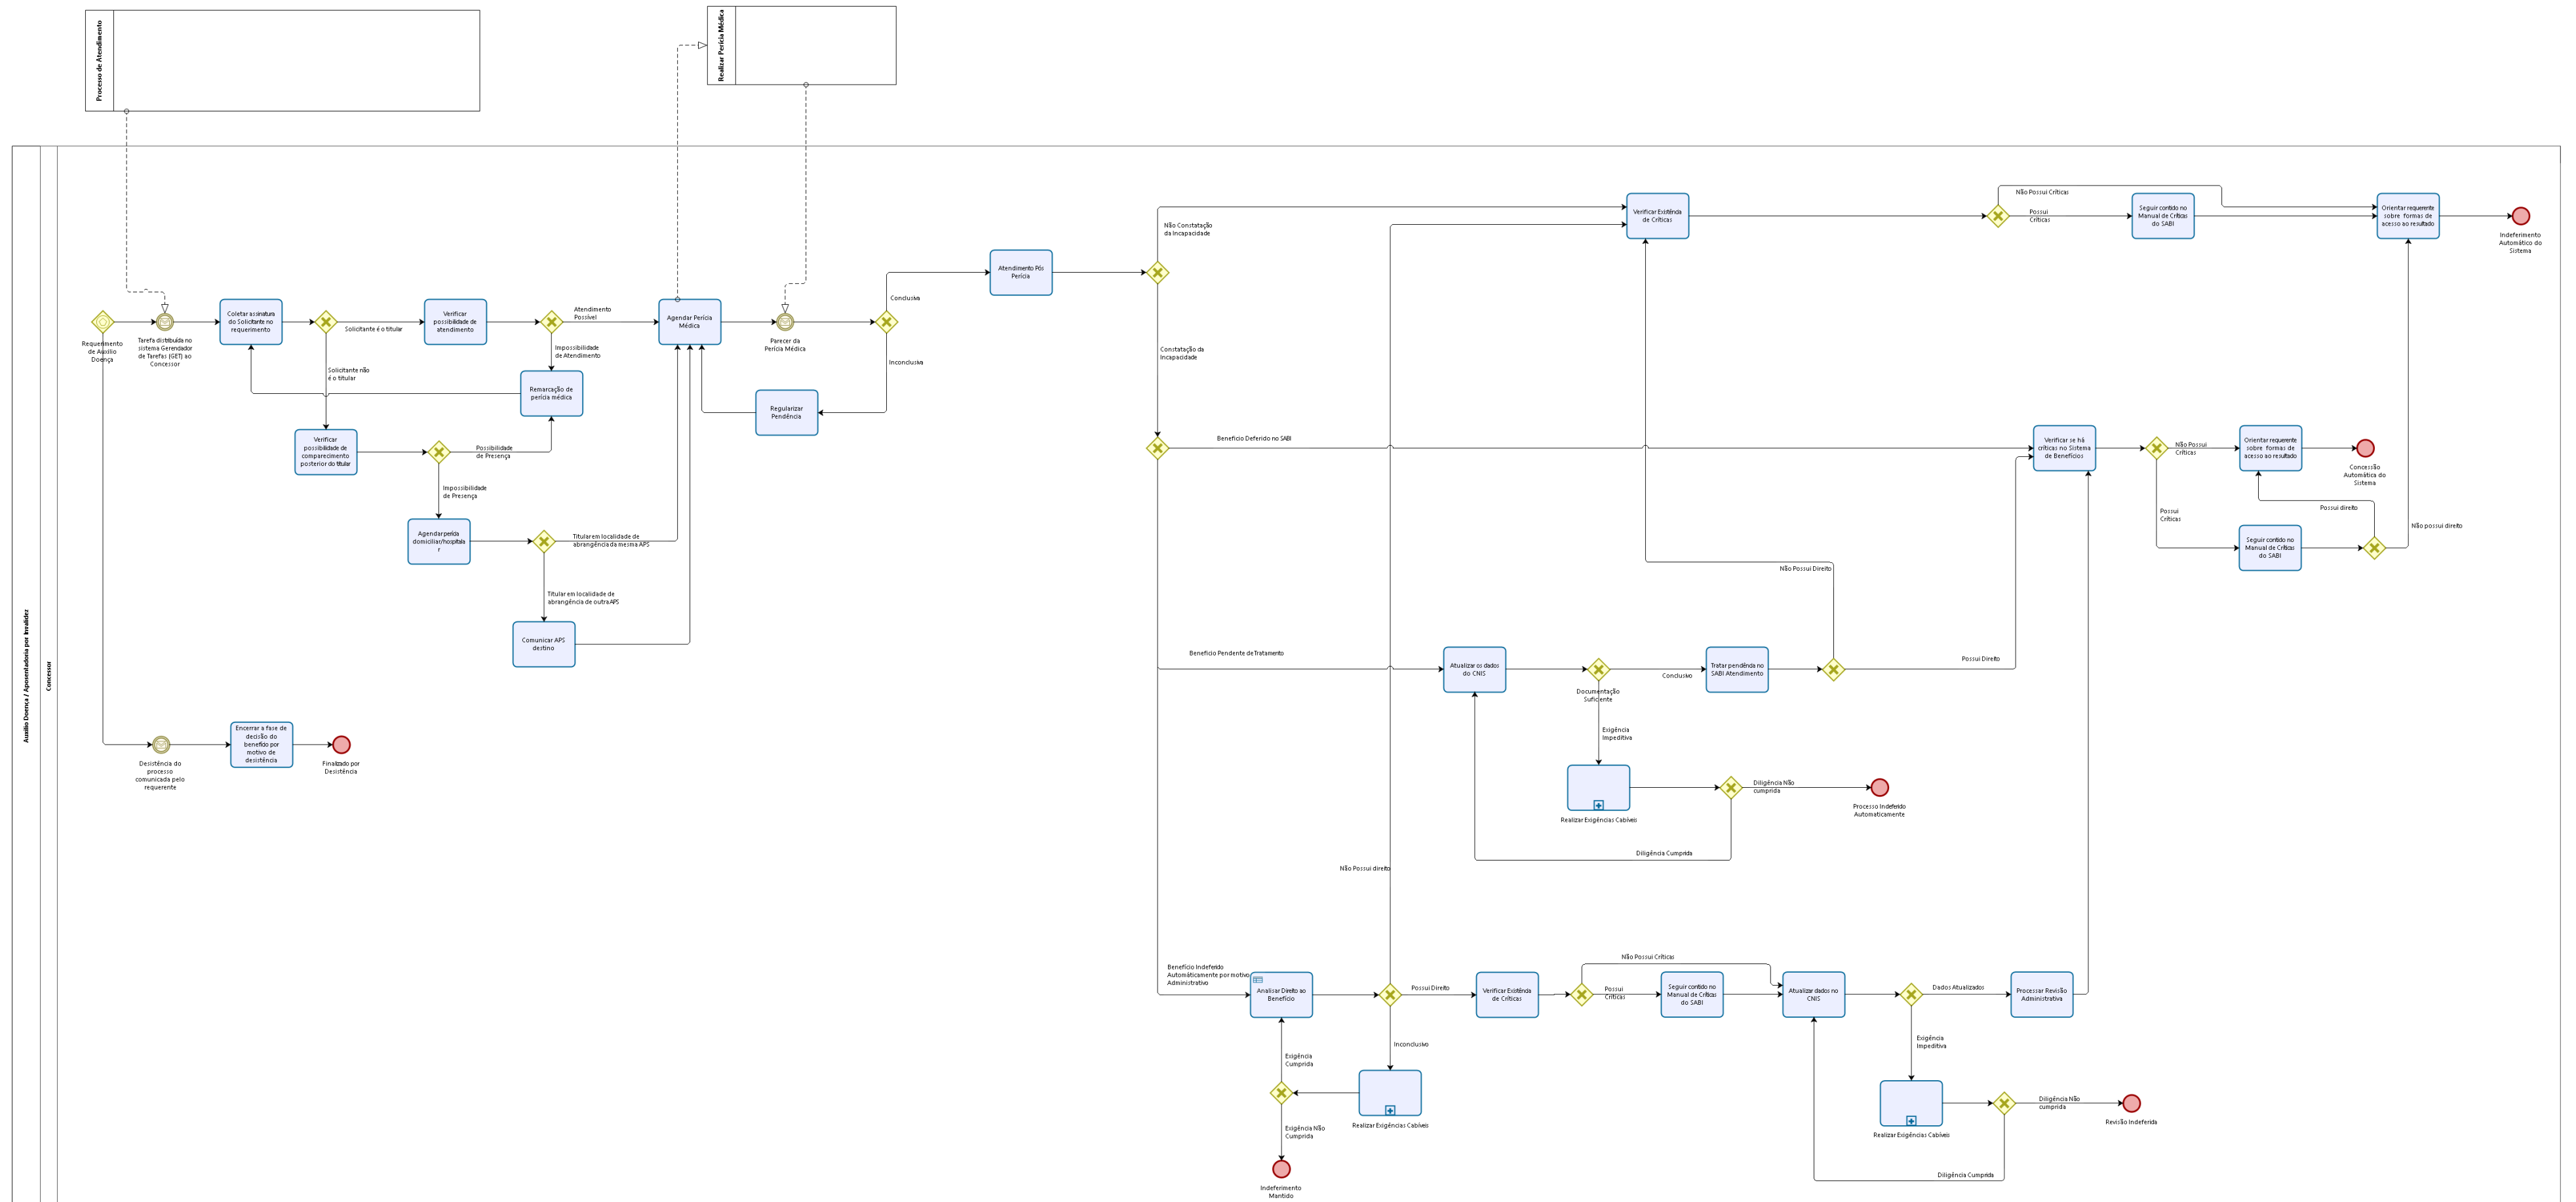 Processo de Atendimento
Realizar Perícia Médica
Auxílio Doença / Aposentadoria por Invalidez
Concessor
Requerimento
de Auxílio
Doença
Tarefa distribuída no
sistema Gerendador
de Tarefas (GET) ao
Concessor
Coletar assinatura
do Solicitante no
requerimento
Solicitante é o titular
Solicitante não
é o titular
Verificar
possibilidade de
atendimento
Atendimento
Possível
Impossibilidade
de Atendimento
Remarcação de
perícia médica
Verificar
possibilidade de
comparecimento
posterior do titular
Possibilidade
de Presença
Impossibilidade
de Presença
Agendar perícia
domiciliar/hospitala
r
Titular em localidade de
abrangência da mesma APS
Titular em localidade de
abrangência de outra APS
Comunicar APS
destino
Agendar Perícia
Médica
Parecer da
Perícia Médica
Conclusiva
Inconclusiva
Regularizar
Pendência
Desistência do
processo
comunicada pelo
requerente
Encerrar a fase de
decisão do
benefído por
motivo de
desistência
Finalizado por
Desistência
Atendimento Pós
Perícia
Não Constatação
da Incapacidade
Constatação da
Incapacidade
Verificar Existência
de Críticas
Não Possui Críticas
Possui
Críticas
Seguir contido no
Manual de Críticas
do SABI
Orientar requerente
sobre formas de
acesso ao resultado
Indeferimento
Automático do
Sistema
Benefício Deferido no SABI
Verificar se há
críticas no Sistema
de Benefícios
Não Possui
Críticas
Orientar requerente
sobre formas de
acesso ao resultado
Concessão
Automática do
Sistema
Possui
Críticas
Possui direito
Não possui direito
Seguir contido no
Manual de Críticas
do SABI
Não Possui Direito
Benefício Pendente de Tratamento
Atualizar os dados
do CNIS
Documentação
Suficiente
Conclusivo
Tratar pendência no
SABI Atendimento
Possui Direito
Exigência
Impeditiva
Realizar Exigências Cabíveis
Diligência Não
cumprida
Processo Indeferido
Automaticamente
Diligência Cumprida
Não Possui direito
Benefício Indeferido
Automáticamente por motivo
Administrativo
Analisar Direito ao
Benefício
Possui Direito
Verificar Existência
de Críticas
Não Possui Críticas
Possui
Críticas
Seguir contido no
Manual de Críticas
do SABI
Atualizar dados no
CNIS
Dados Atualizados
Processar Revisão
Administrativa
Inconclusivo
Exigência
Cumprida
Realizar Exigências Cabíveis
Exigência Não
Cumprida
Indeferimento
Mantido
Exigência
Impeditiva
Realizar Exigências Cabíveis
Diligência Não
cumprida
Revisão Indeferida
Diligência Cumprida